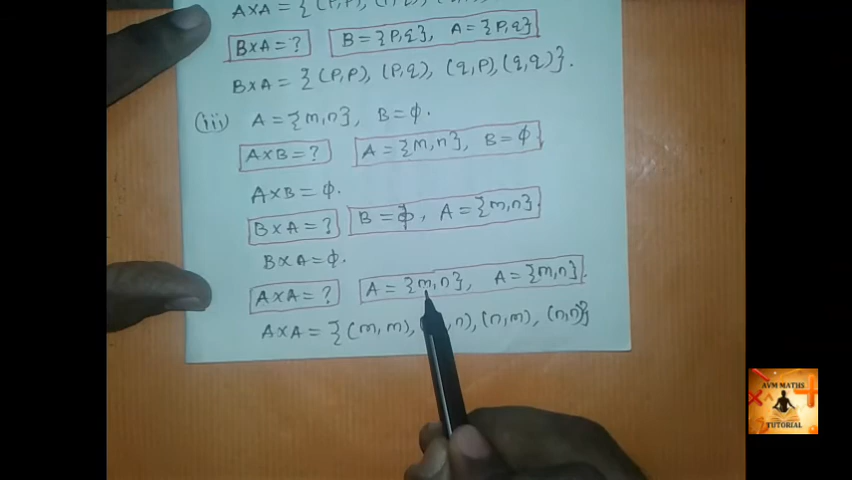 A×A = {(P,P),
B×A = ? B = {P,q}, A = {P,q}
B×A = {(P,P), (P,q), (q,P), (q,q)}.
(iii) A = {m,n}, B = ϕ.
A×B = ? A = {m,n}, B = ϕ
A×B = ϕ.
B×A = ? B = ϕ, A = {m,n}
B×A = ϕ.
A×A = ? A = {m,n}, A = {m,n}.
A×A = {(m,m), ,n), (n,m), (n,n)}
AVM MATHS
TUTORIAL